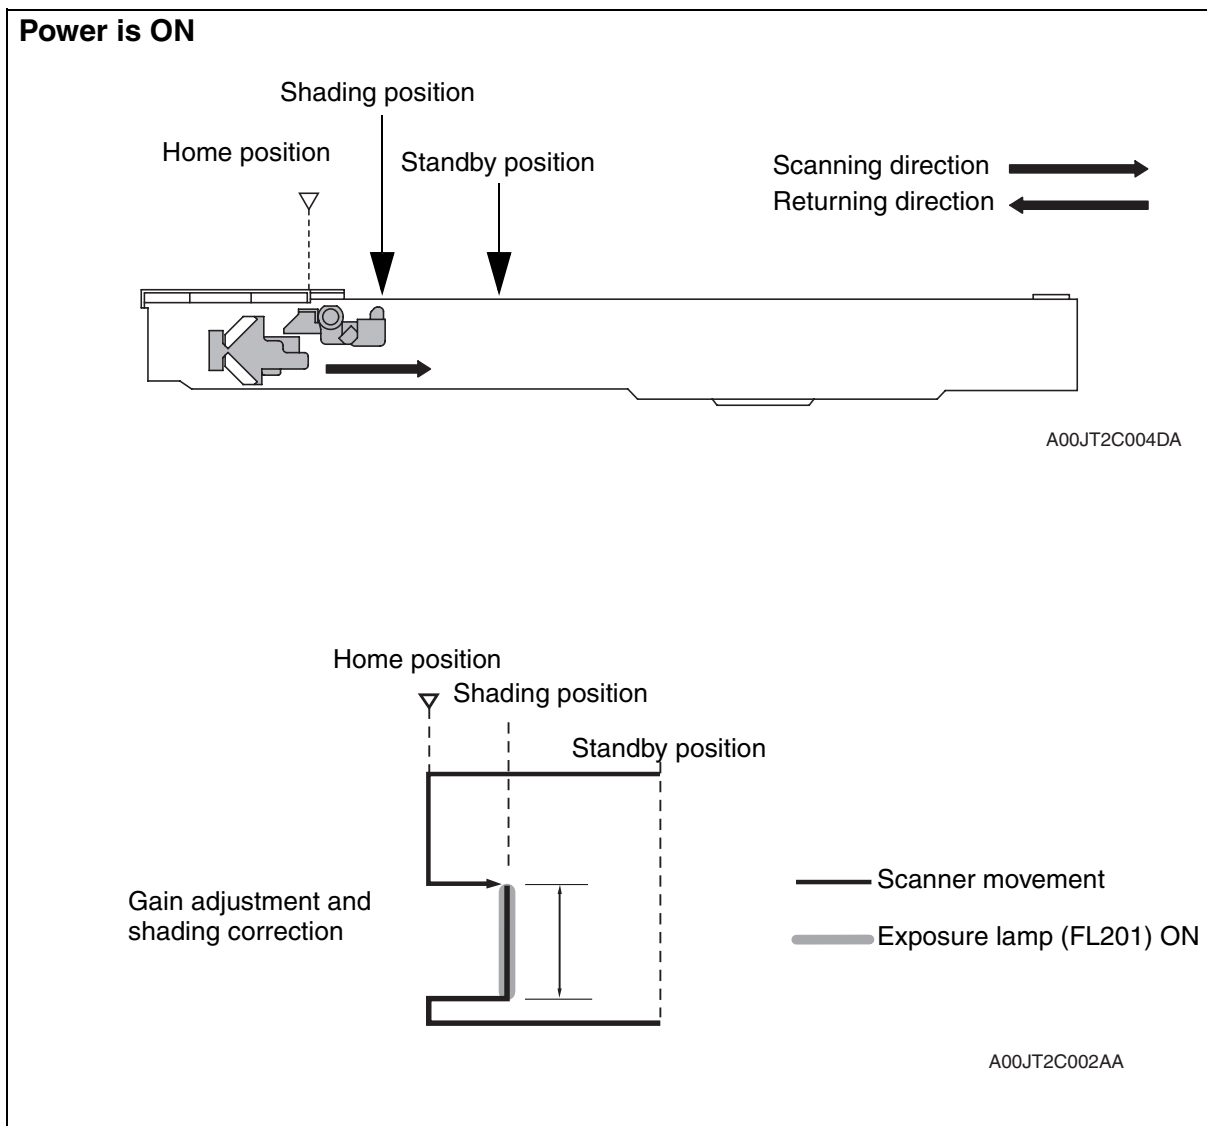 Power is ON
Shading position
Home position
Standby position
Scanning direction
Returning direction
A00JT2C004DA
Home position
Shading position
Standby position
Gain adjustment and
shading correction
Scanner movement
Exposure lamp (FL201) ON
A00JT2C002AA